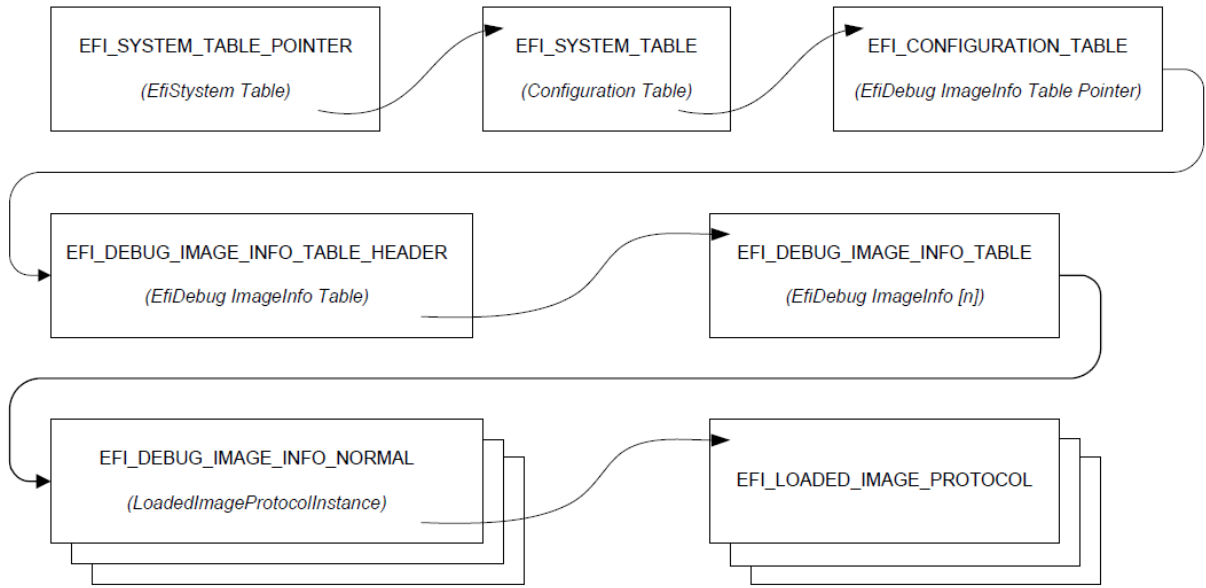 EFI_SYSTEM_TABLE_POINTER
(EfiStystem Table)
EFI_SYSTEM_TABLE
(Configuration Table)
EFI_CONFIGURATION_TABLE
(EfiDebug ImageInfo Table Pointer)
EFI_DEBUG_IMAGE_INFO_TABLE_HEADER
(EfiDebug ImageInfo Table)
EFI_DEBUG_IMAGE_INFO_TABLE
(EfiDebug ImageInfo [n])
EFI_DEBUG_IMAGE_INFO_NORMAL
(LoadedImageProtocolInstance)
EFI_LOADED_IMAGE_PROTOCOL